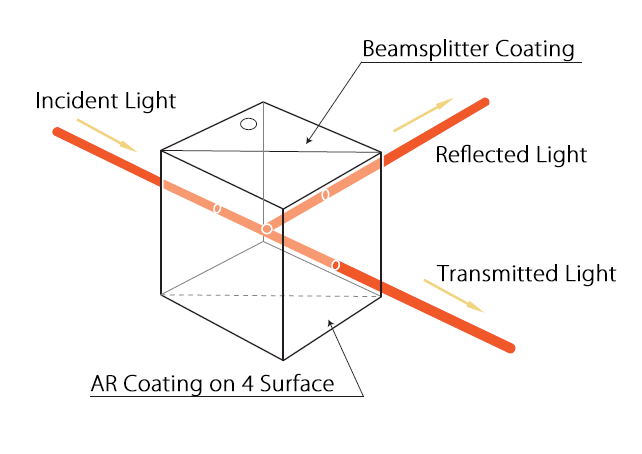 Beamsplitter Coating
Incident Light
Reflected Light
Transmitted Light
AR Coating on 4 Surface